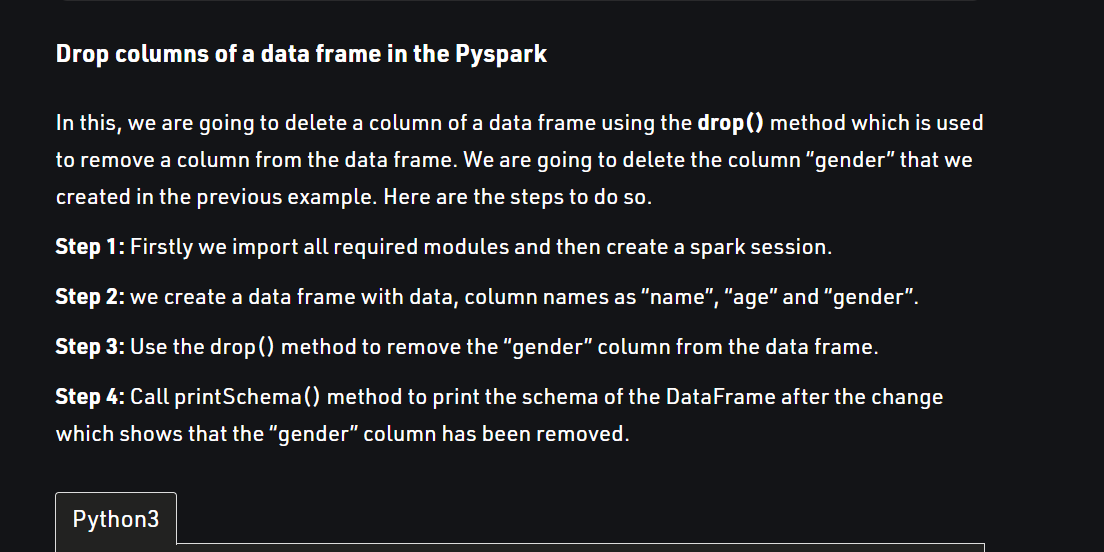 Drop columns of a data frame in the Pyspark
In this, we are going to delete a column of a data frame using the drop() method which is used
to remove a column from the data frame. We are going to delete the column “gender” that we
created in the previous example. Here are the steps to do so.
Step 1: Firstly we import all required modules and then create a spark session.
Step 2: we create a data frame with data, column names as “name”, “age” and “gender”.
Step 3: Use the drop() method to remove the “gender” column from the data frame.
Step 4: Call printSchema() method to print the schema of the DataFrame after the change
which shows that the “gender” column has been removed.
Python3